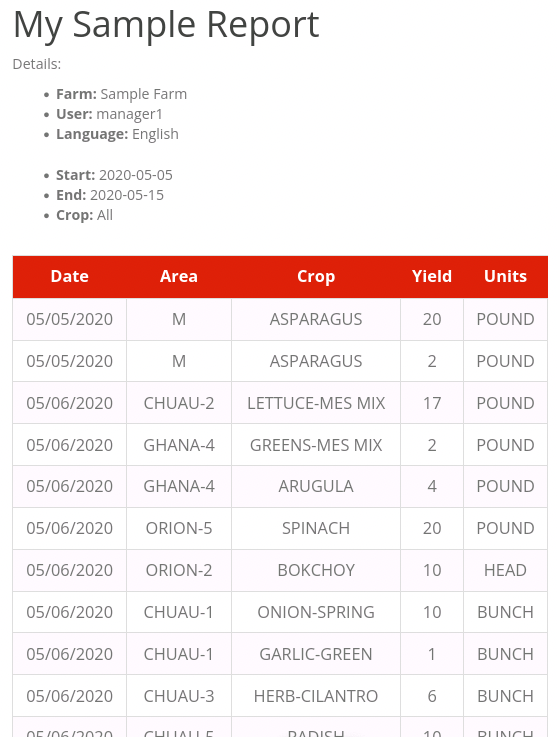 My Sample Report
Details:
Farm: Sample Farm
User: manager1
Language: English
Start: 2020-05-05
End: 2020-05-15
Crop: All
Date Area Crop Yield Units
05/05/2020 M ASPARAGUS 20 POUND
05/05/2020 M ASPARAGUS 2 POUND
05/06/2020 CHUAU-2 LETTUCE-MES MIX 17 POUND
05/06/2020 GHANA-4 GREENS-MES MIX 2 POUND
05/06/2020 GHANA-4 ARUGULA 4 POUND
05/06/2020 ORION-5 SPINACH 20 POUND
05/06/2020 ORION-2 BOKCHOY 10 HEAD
05/06/2020 CHUAU-1 ONION-SPRING 10 BUNCH
05/06/2020 CHUAU-1 GARLIC-GREEN 1 BUNCH
05/06/2020 CHUAU-3 HERB-CILANTRO 6 BUNCH
05/06/2020 CHUAU-5 RADISH 10 BUNCH